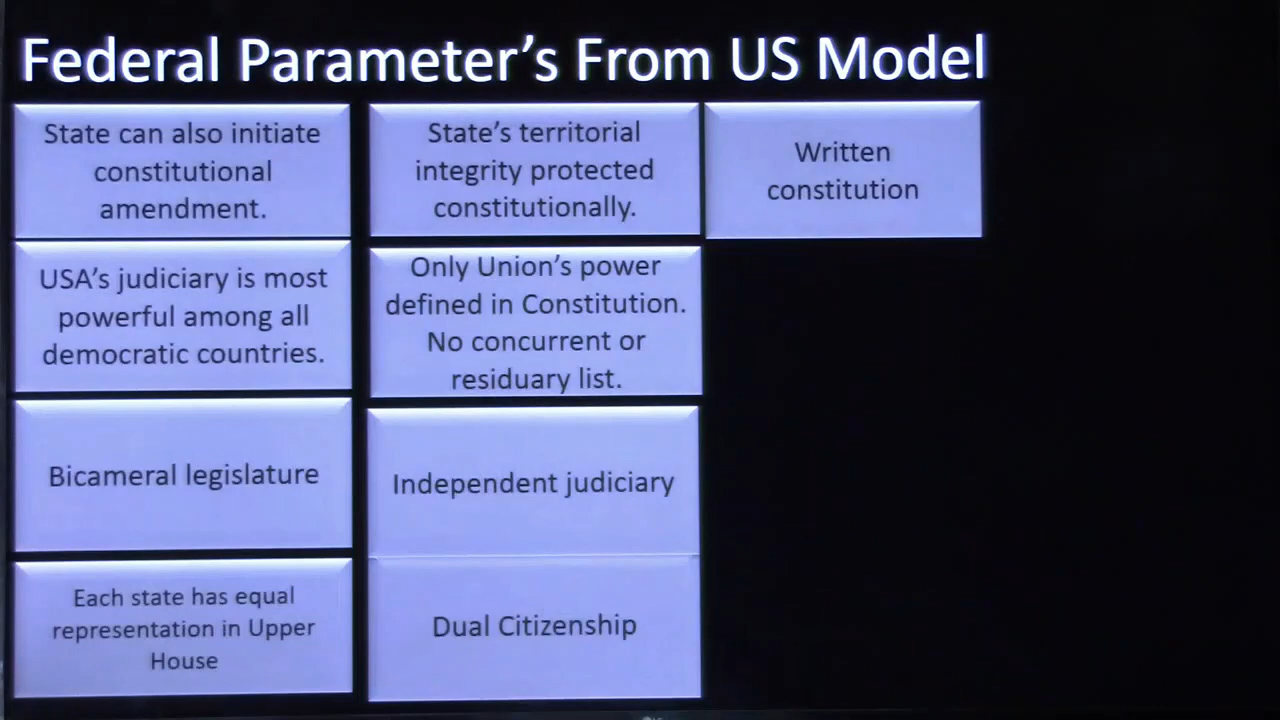 Federal Parameter’s From US Model
State can also initiate
constitutional
amendment.
State’s territorial
integrity protected
constitutionally.
Written
constitution
USA’s judiciary is most
powerful among all
democratic countries.
Only Union’s power
defined in Constitution.
No concurrent or
residuary list.
Bicameral legislature
Independent judiciary
Each state has equal
representation in Upper
House
Dual Citizenship